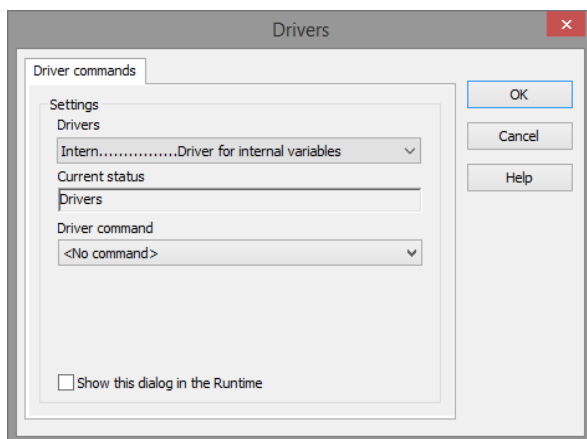 Drivers
Driver commands
Settings
Drivers
Intern................Driver for internal variables
Current status
Drivers
Driver command
<No command>
Show this dialog in the Runtime
OK
Cancel
Help